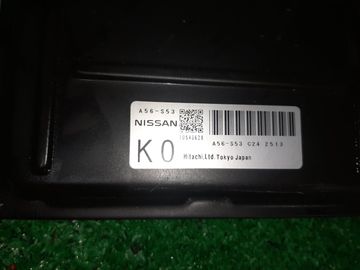 A56-S53
NISSAN
K0
A56-S53 C24 2513
Hitachi,Ltd.Tokyo Japan